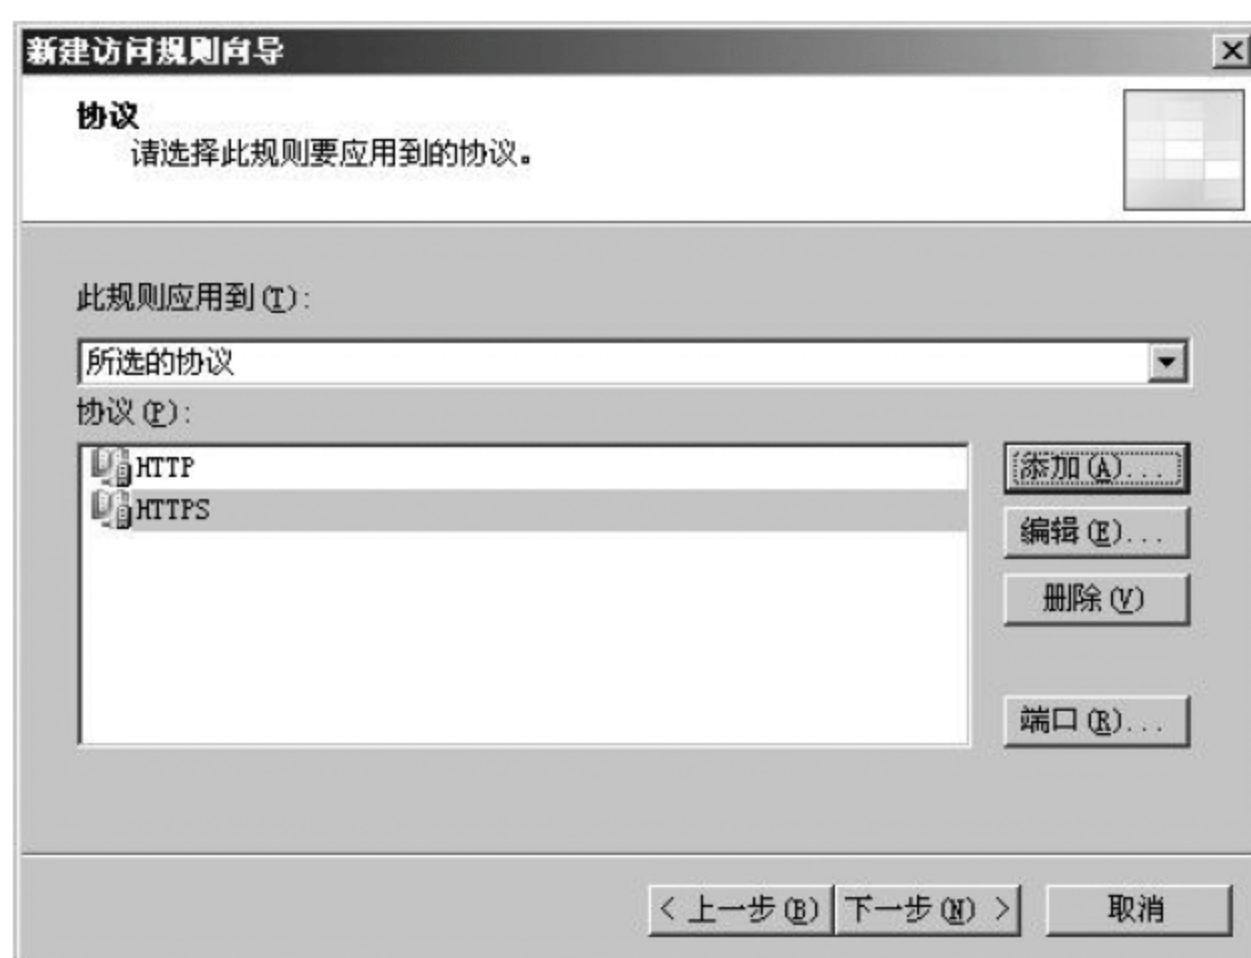 新建访问规则向导
协议
请选择此规则要应用到的协议。
此规则应用到(T):
所选的协议
协议(P):
HTTP
添加(A)...
HTTPS
编辑(E)...
删除(V)
端口(R)...
< 上一步(B) 下一步(N) > 取消